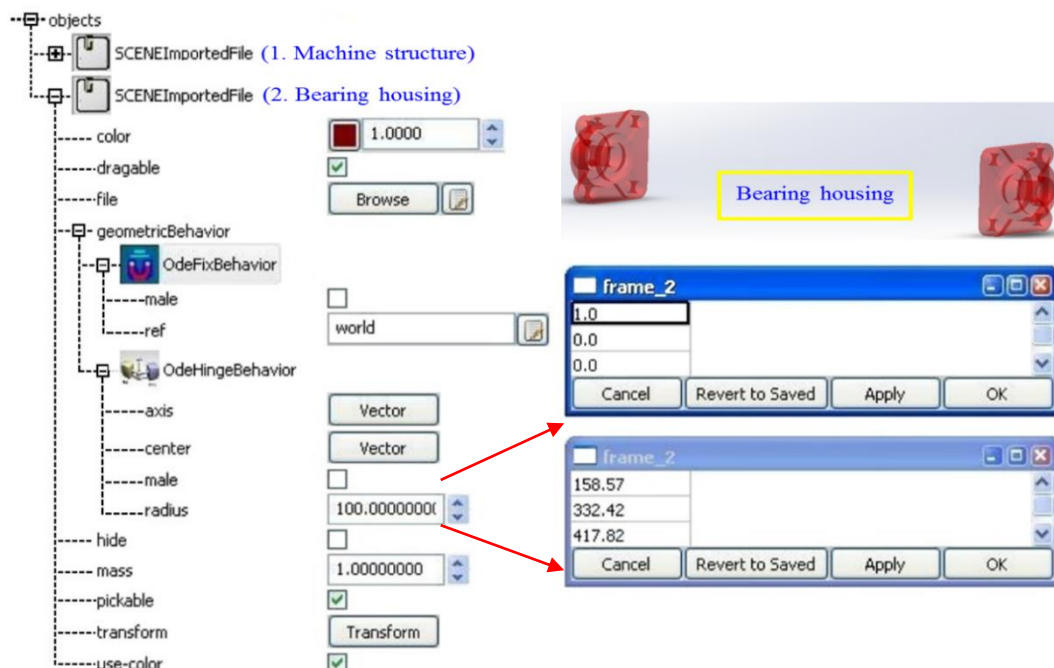 objects
SCENEImportedFile (1. Machine structure)
SCENEImportedFile (2. Bearing housing)
color 1.0000
dragable
file Browse
geometricBehavior
OdeFixBehavior
male
ref world
OdeHingeBehavior
axis Vector
center Vector
male
radius 100.0000000(
hide
mass 1.00000000
pickable
transform Transform
use-color
Bearing housing
frame_2
1.0
0.0
0.0
Cancel Revert to Saved Apply OK
frame_2
158.57
332.42
417.82
Cancel Revert to Saved Apply OK